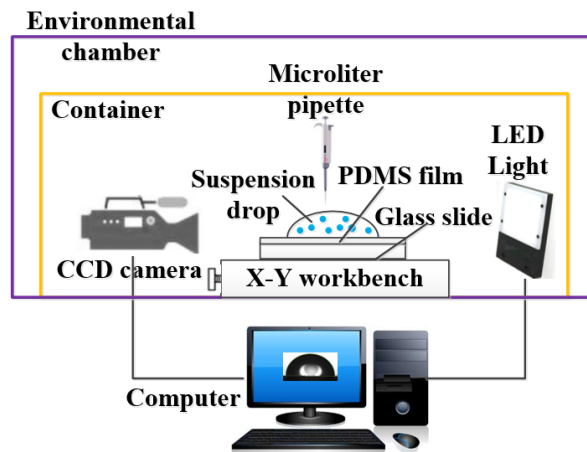 Environmental
chamber
Microliter
pipette
Container
LED
Light
Suspension
drop
PDMS film
Glass slide
CCD camera
X-Y workbench
Computer